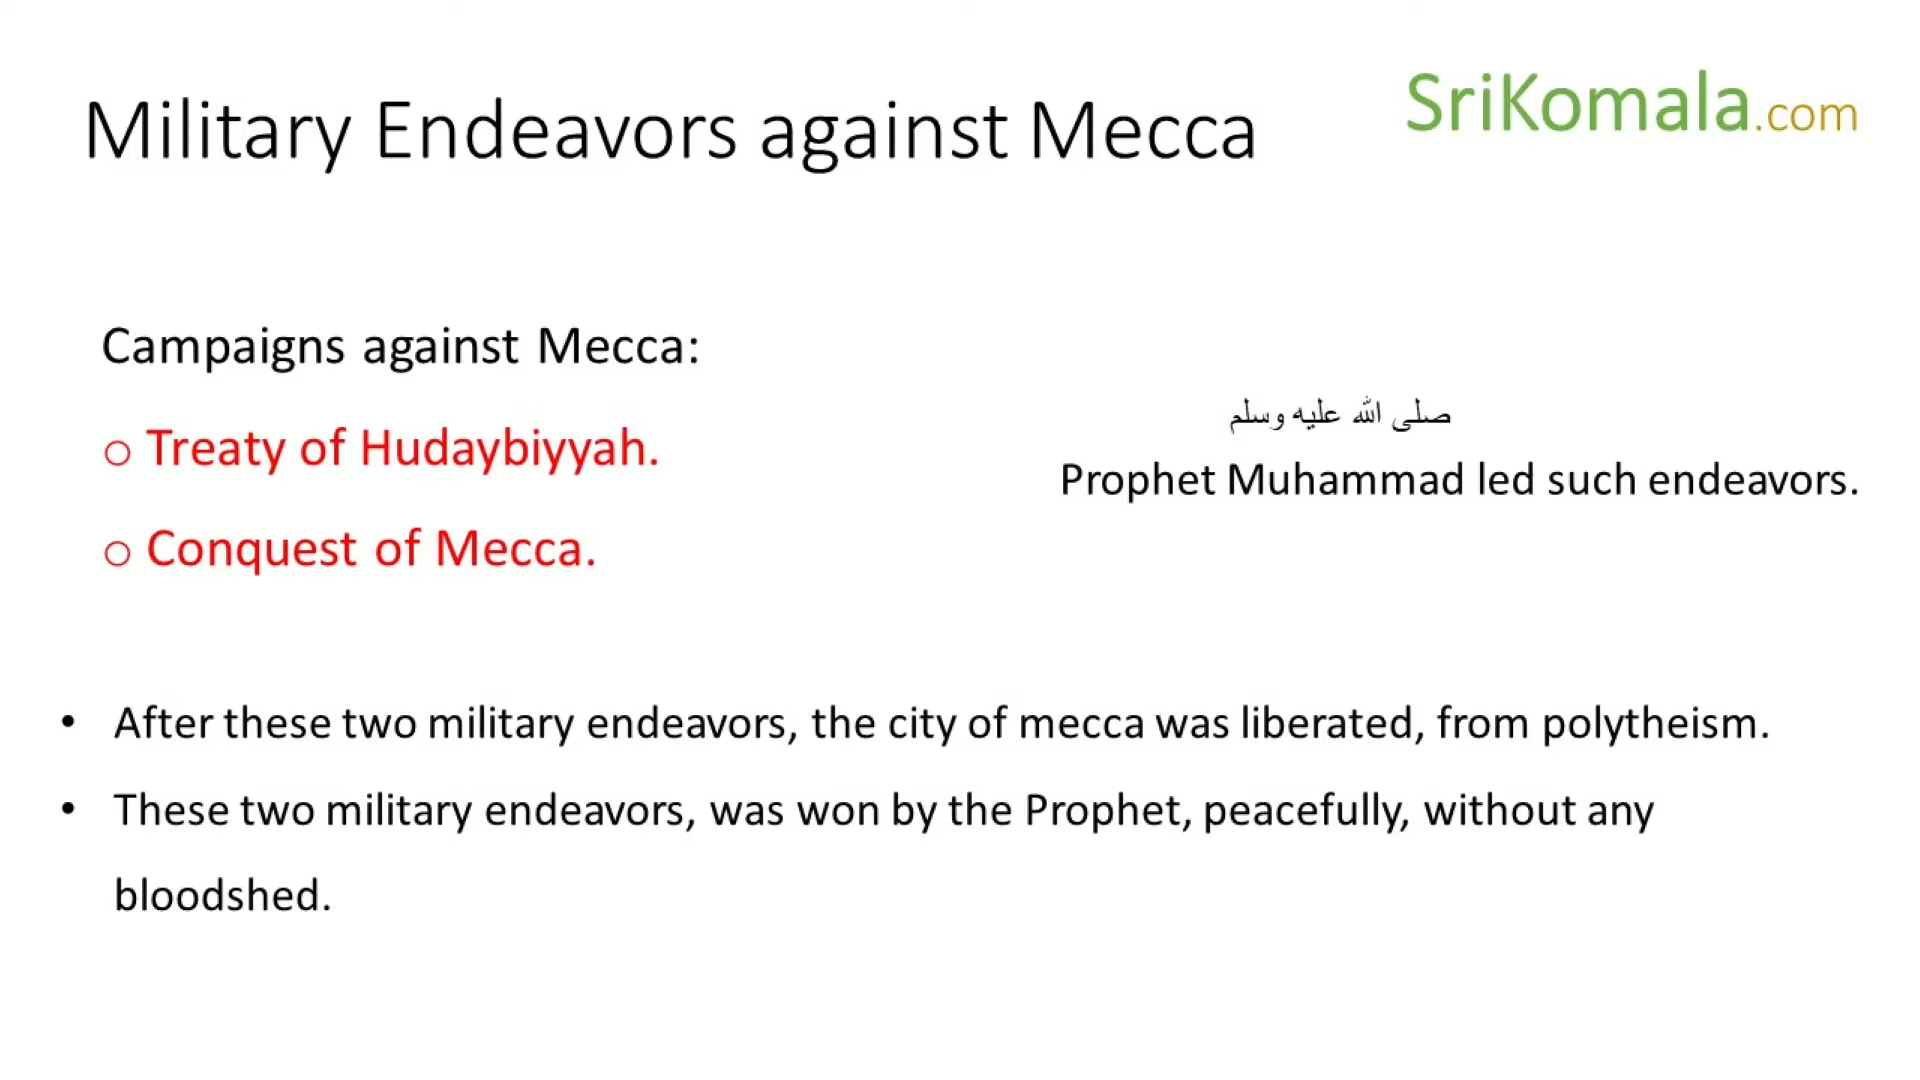 Military Endeavors against Mecca
SriKomala.com
Campaigns against Mecca:
o Treaty of Hudaybiyyah.
o Conquest of Mecca.
صلى الله عليه وسلم
Prophet Muhammad led such endeavors.
• After these two military endeavors, the city of mecca was liberated, from polytheism.
• These two military endeavors, was won by the Prophet, peacefully, without any
bloodshed.